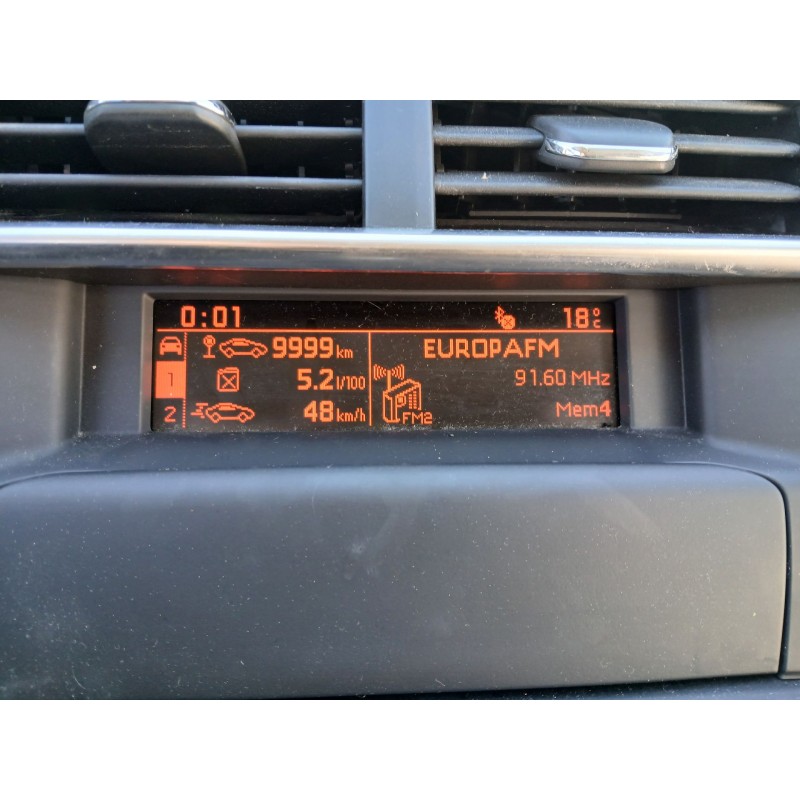 0:01 18°C
9999 km
1 5.2 l/100
2 48 km/h
EUROPAFM
91.60 MHz
FM2 Mem4